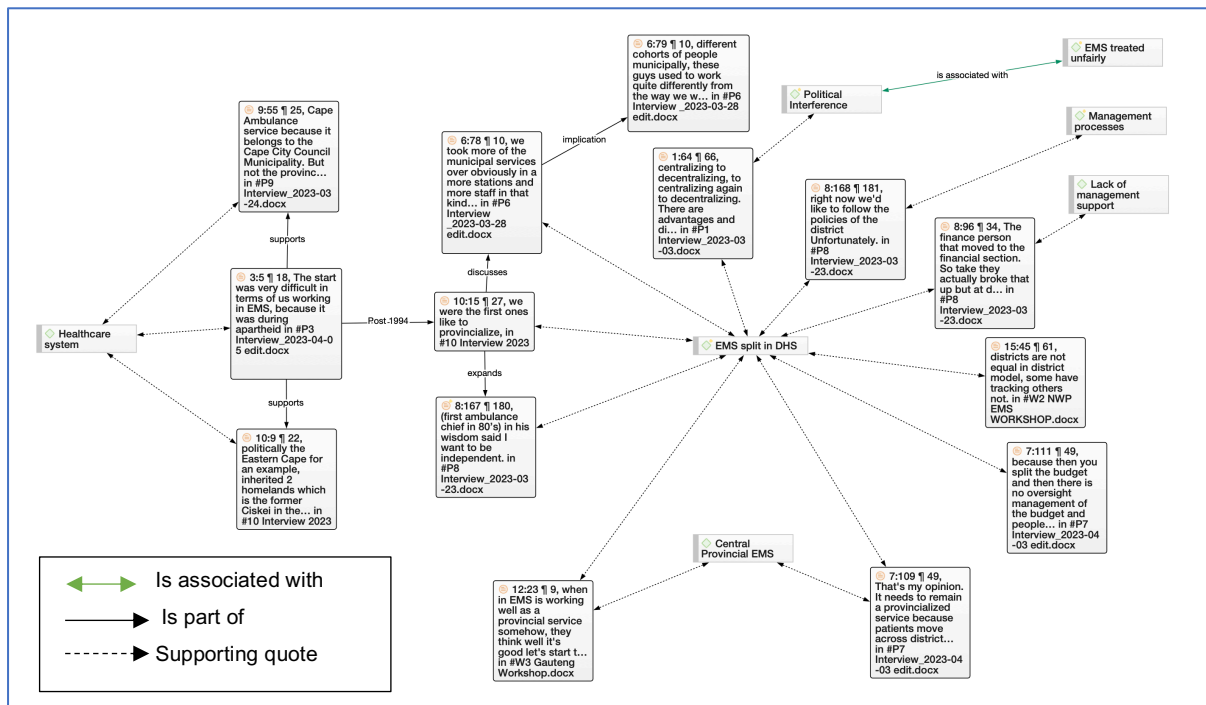 9:55 ¶ 25, Cape
Ambulance
service because it
belongs to the
Cape City Council
Municipality. But
not the provinc…
in #P9
Interview_2023-03
-24.docx
supports
3:5 ¶ 18, The start
was very difficult in
terms of us working
in EMS, because it
was during
apartheid in #P3
Interview_2023-04-0
5 edit.docx
Healthcare
system
supports
10:9 ¶ 22,
politically the
Eastern Cape for
an example,
inherited 2
homelands which
is the former
Ciskei in the… in
#10 Interview 2023
Post 1994
6:78 ¶ 10, we
took more of the
municipal services
over obviously in a
more stations and
more staff in that
kind… in #P6
Interview
_2023-03-28
edit.docx
implication
6:79 ¶ 10, different
cohorts of people
municipally, these
guys used to work
quite differently from
the way we w… in #P6
Interview _2023-03-28
edit.docx
discusses
10:15 ¶ 27, we
were the first ones
like to
provincialize, in
#10 Interview 2023
expands
8:167 ¶ 180,
(first ambulance
chief in 80's) in his
wisdom said I
want to be
independent. in
#P8
Interview_2023-03
-23.docx
EMS treated
unfairly
is associated with
Political
Interference
Management
processes
1:64 ¶ 66,
centralizing to
decentralizing, to
centralizing again
to decentralizing.
There are
advantages and
di… in #P1
Interview_2023-03
-03.docx
8:168 ¶ 181,
right now we'd
like to follow the
policies of the
district
Unfortunately. in
#P8
Interview_2023-03
-23.docx
Lack of
management
support
8:96 ¶ 34, The
finance person
that moved to the
financial section.
So take they
actually broke that
up but at d… in
#P8
Interview_2023-03
-23.docx
EMS split in DHS
15:45 ¶ 61,
districts are not
equal in district
model, some have
tracking others
not. in #W2 NWP
EMS
WORKSHOP.docx
7:111 ¶ 49,
because then you
split the budget
and then there is
no oversight
management of
the budget and
people… in #P7
Interview_2023-04
-03 edit.docx
Central
Provincial EMS
12:23 ¶ 9, when
in EMS is working
well as a
provincial service
somehow, they
think well it's
good let's start t…
in #W3 Gauteng
Workshop.docx
7:109 ¶ 49,
That's my opinion.
It needs to remain
a provincialized
service because
patients move
across district…
in #P7
Interview_2023-04
-03 edit.docx
Is associated with
Is part of
Supporting quote